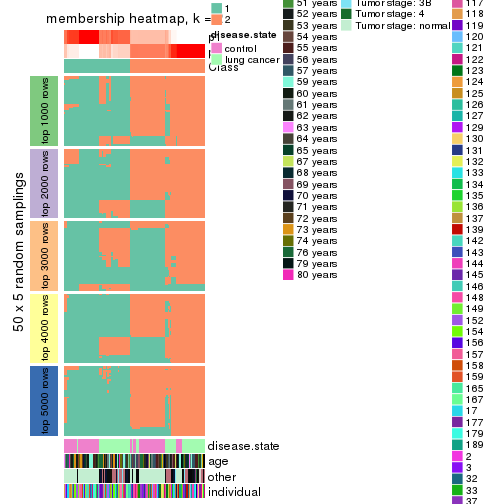 membership heatmap, k =
1
2
p
disease.state
control
lung cancer
Class
top 1000 rows
top 2000 rows
top 3000 rows
top 4000 rows
top 5000 rows
50 x 5 random samplings
disease.state
age
other
individual
51 years
52 years
53 years
54 years
55 years
56 years
57 years
59 years
60 years
61 years
62 years
63 years
64 years
65 years
67 years
68 years
69 years
70 years
71 years
72 years
73 years
74 years
76 years
79 years
80 years
Tumor stage: 3B
Tumor stage: 4
Tumor stage: normal
117
118
119
120
121
122
123
124
125
126
127
129
130
131
132
133
134
135
136
137
139
142
143
144
145
146
148
149
152
154
156
157
158
159
165
167
17
177
179
189
2
3
32
33
37